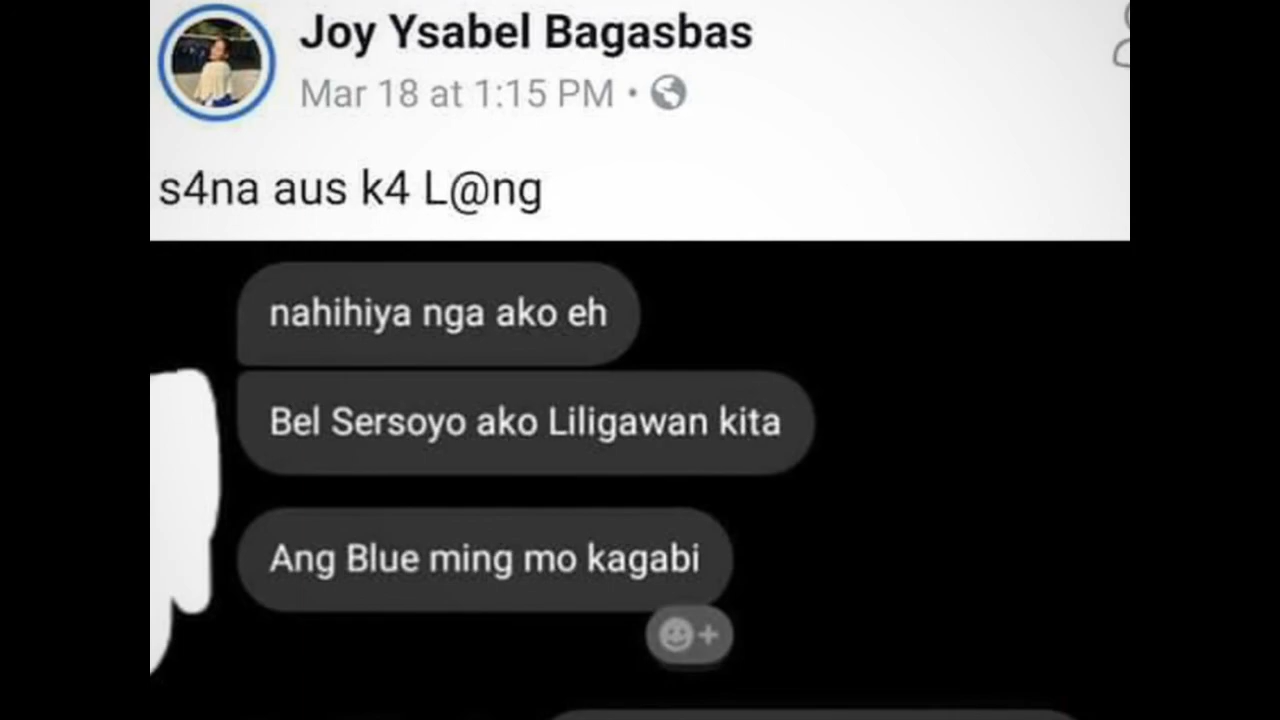 Joy Ysabel Bagasbas
Mar 18 at 1:15 PM •
s4na aus k4 L@ng
nahihiya nga ako eh
Bel Sersoyo ako Liligawan kita
Ang Blue ming mo kagabi